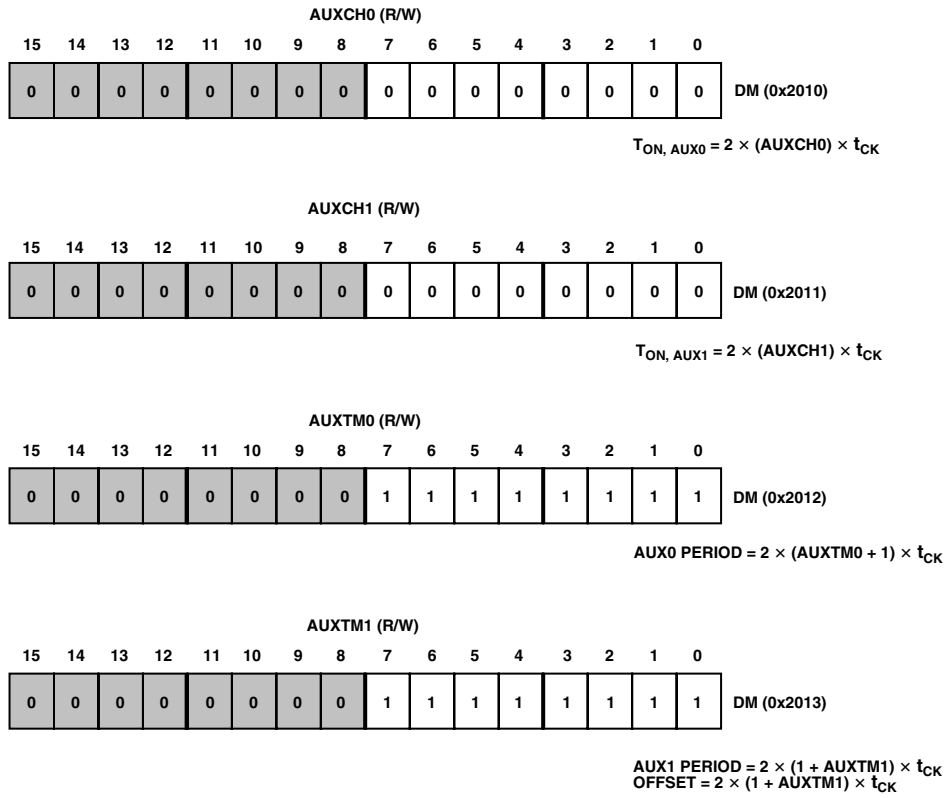 AUXCH0 (R/W)
15 14 13 12 11 10 9 8 7 6 5 4 3 2 1 0
0 0 0 0 0 0 0 0 0 0 0 0 0 0 0 0 DM (0x2010)
TON, AUX0 = 2 × (AUXCH0) × tCK
AUXCH1 (R/W)
15 14 13 12 11 10 9 8 7 6 5 4 3 2 1 0
0 0 0 0 0 0 0 0 0 0 0 0 0 0 0 0 DM (0x2011)
TON, AUX1 = 2 × (AUXCH1) × tCK
AUXTM0 (R/W)
15 14 13 12 11 10 9 8 7 6 5 4 3 2 1 0
0 0 0 0 0 0 0 0 1 1 1 1 1 1 1 1 DM (0x2012)
AUX0 PERIOD = 2 × (AUXTM0 + 1) × tCK
AUXTM1 (R/W)
15 14 13 12 11 10 9 8 7 6 5 4 3 2 1 0
0 0 0 0 0 0 0 0 1 1 1 1 1 1 1 1 DM (0x2013)
AUX1 PERIOD = 2 × (1 + AUXTM1) × tCK
OFFSET = 2 × (1 + AUXTM1) × tCK